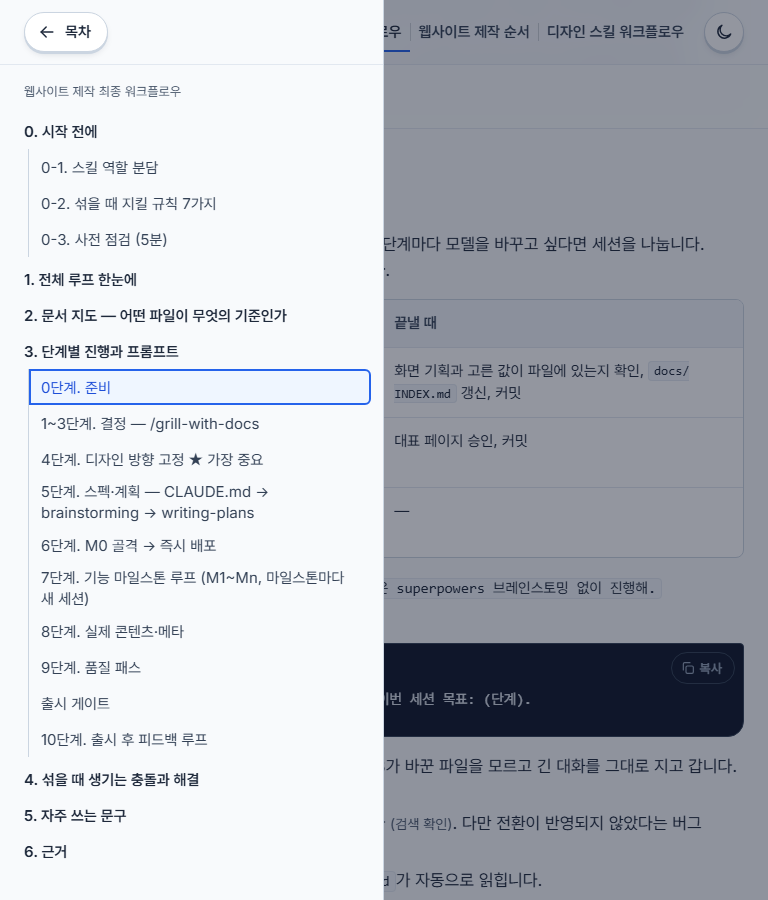 목차
로우
웹사이트 제작 순서
디자인 스킬 워크플로우
웹사이트 제작 최종 워크플로우
0. 시작 전에
0-1. 스킬 역할 분담
0-2. 섞을 때 지킬 규칙 7가지
0-3. 사전 점검 (5분)
1. 전체 루프 한눈에
2. 문서 지도 — 어떤 파일이 무엇의 기준인가
3. 단계별 진행과 프롬프트
0단계. 준비
1~3단계. 결정 — /grill-with-docs
4단계. 디자인 방향 고정 ★ 가장 중요
5단계. 스펙·계획 — CLAUDE.md →
brainstorming → writing-plans
6단계. M0 골격 → 즉시 배포
7단계. 기능 마일스톤 루프 (M1~Mn, 마일스톤마다
새 세션)
8단계. 실제 콘텐츠·메타
9단계. 품질 패스
출시 게이트
10단계. 출시 후 피드백 루프
4. 섞을 때 생기는 충돌과 해결
5. 자주 쓰는 문구
6. 근거
단계마다 모델을 바꾸고 싶다면 세션을 나눕니다.
끝낼 때
화면 기획과 고른 값이 파일에 있는지 확인, docs/
INDEX.md 갱신, 커밋
대표 페이지 승인, 커밋
—
superpowers 브레인스토밍 없이 진행해.
복사
이번 세션 목표: (단계).
가 바꾼 파일을 모르고 긴 대화를 그대로 지고 갑니다.
(검색 확인). 다만 전환이 반영되지 않았다는 버그
가 자동으로 읽힙니다.